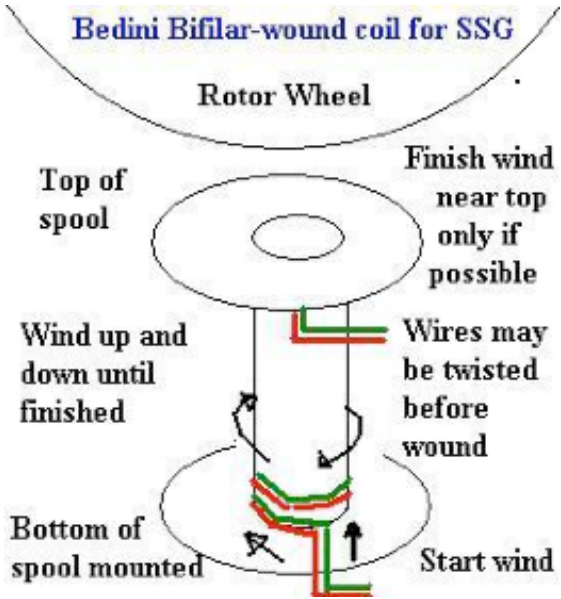 Bedini Bifilar-wound coil for SSG
Rotor Wheel
Top of
spool
Finish wind
near top
only if
possible
Wind up and
down until
finished
Wires may
be twisted
before
wound
Bottom of
spool mounted
Start wind